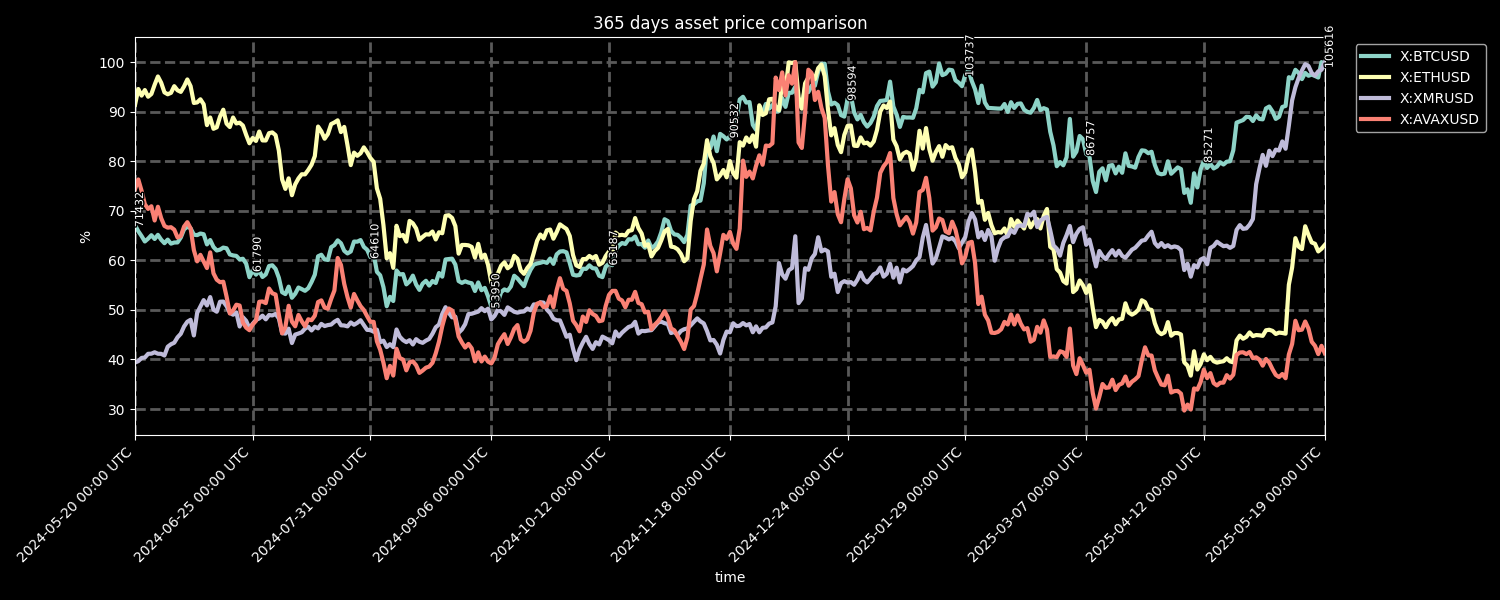 365 days asset price comparison
%
100
90
80
70
60
50
40
30
71432
61790
64610
53950
63187
90532
98594
103737
86757
85271
105616
X:BTCUSD
X:ETHUSD
X:XMRUSD
X:AVAXUSD
2024-05-20 00:00 UTC
2024-06-25 00:00 UTC
2024-07-31 00:00 UTC
2024-09-06 00:00 UTC
2024-10-12 00:00 UTC
2024-11-18 00:00 UTC
2024-12-24 00:00 UTC
2025-01-29 00:00 UTC
2025-03-07 00:00 UTC
2025-04-12 00:00 UTC
2025-05-19 00:00 UTC
time